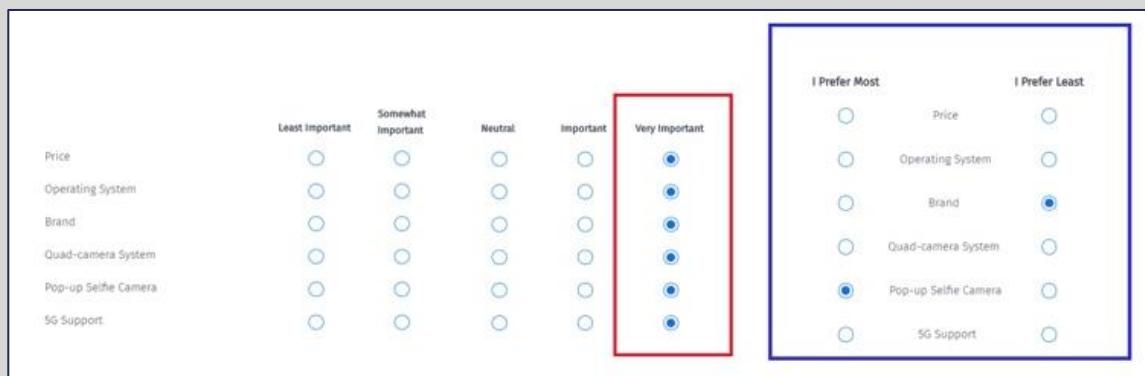 Least Important Somewhat Important Neutral Important Very Important
Price
Operating System
Brand
Quad-camera System
Pop-up Selfie Camera
5G Support
I Prefer Most I Prefer Least
Price
Operating System
Brand
Quad-camera System
Pop-up Selfie Camera
5G Support